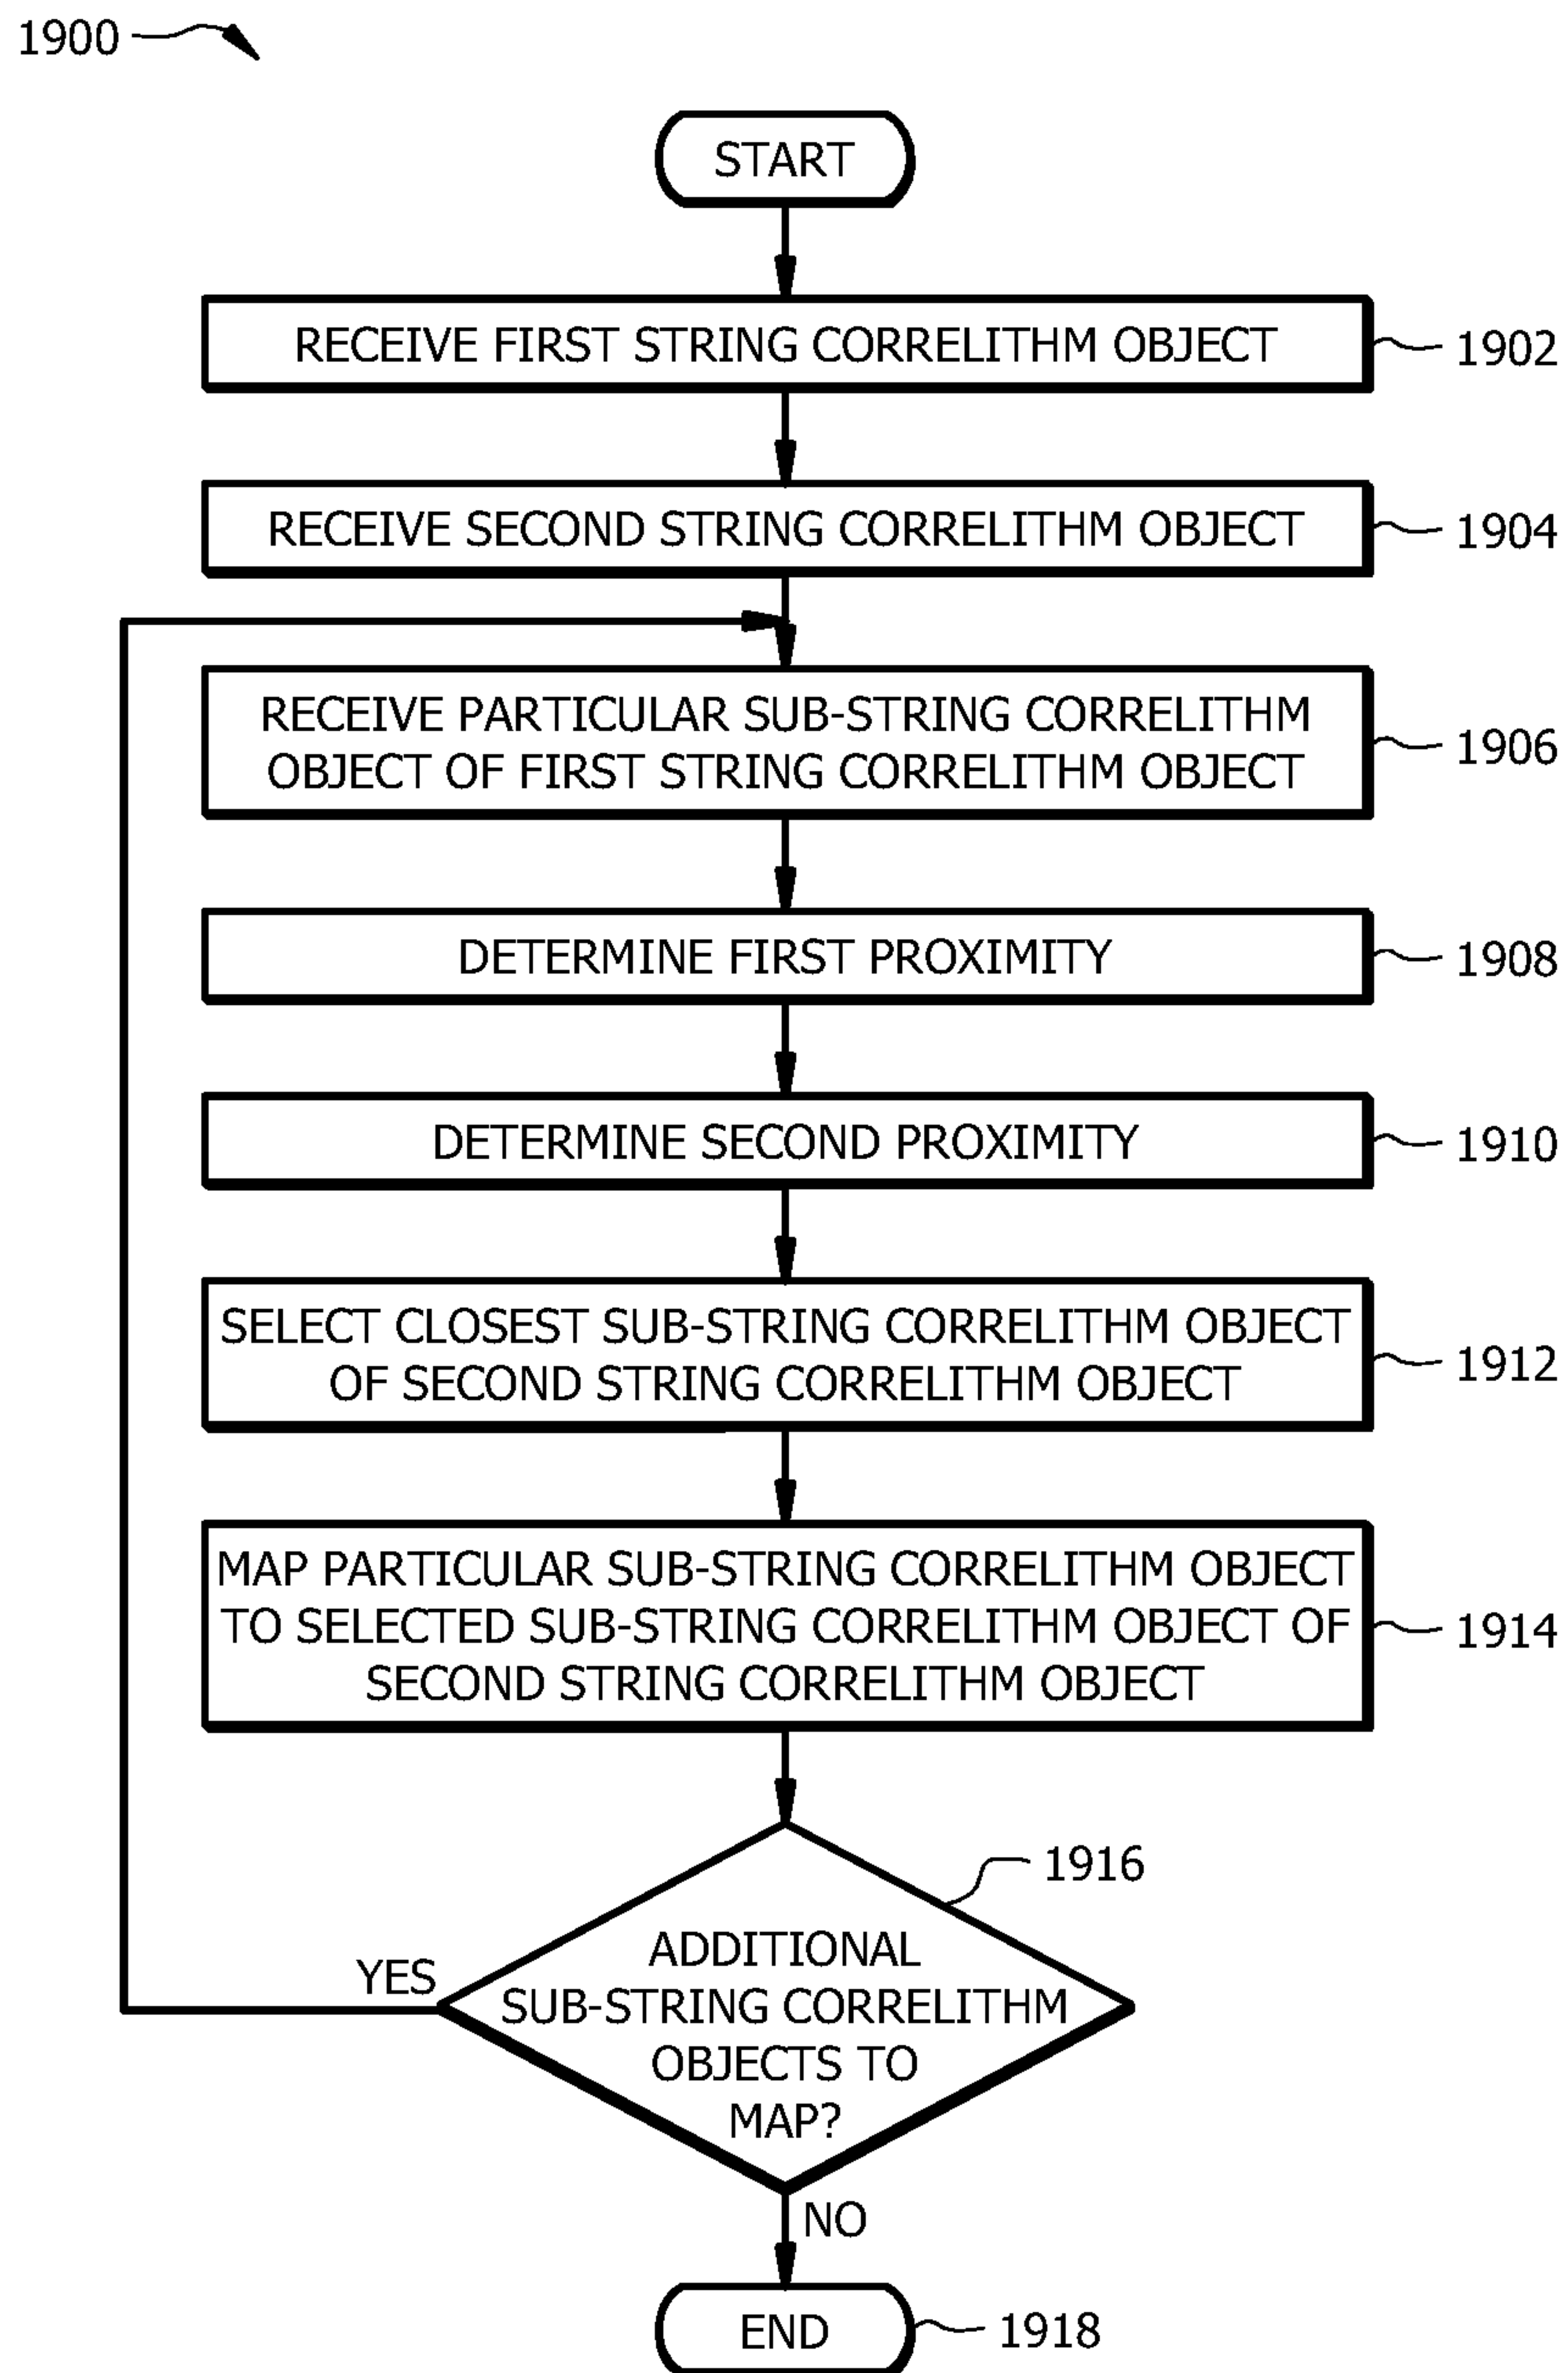 1900
START
RECEIVE FIRST STRING CORRELITHM OBJECT
1902
RECEIVE SECOND STRING CORRELITHM OBJECT
1904
RECEIVE PARTICULAR SUB-STRING CORRELITHM
OBJECT OF FIRST STRING CORRELITHM OBJECT
1906
DETERMINE FIRST PROXIMITY
1908
DETERMINE SECOND PROXIMITY
1910
SELECT CLOSEST SUB-STRING CORRELITHM OBJECT
OF SECOND STRING CORRELITHM OBJECT
1912
MAP PARTICULAR SUB-STRING CORRELITHM OBJECT
TO SELECTED SUB-STRING CORRELITHM OBJECT OF
SECOND STRING CORRELITHM OBJECT
1914
1916
ADDITIONAL
SUB-STRING CORRELITHM
OBJECTS TO
MAP?
YES
NO
END
1918